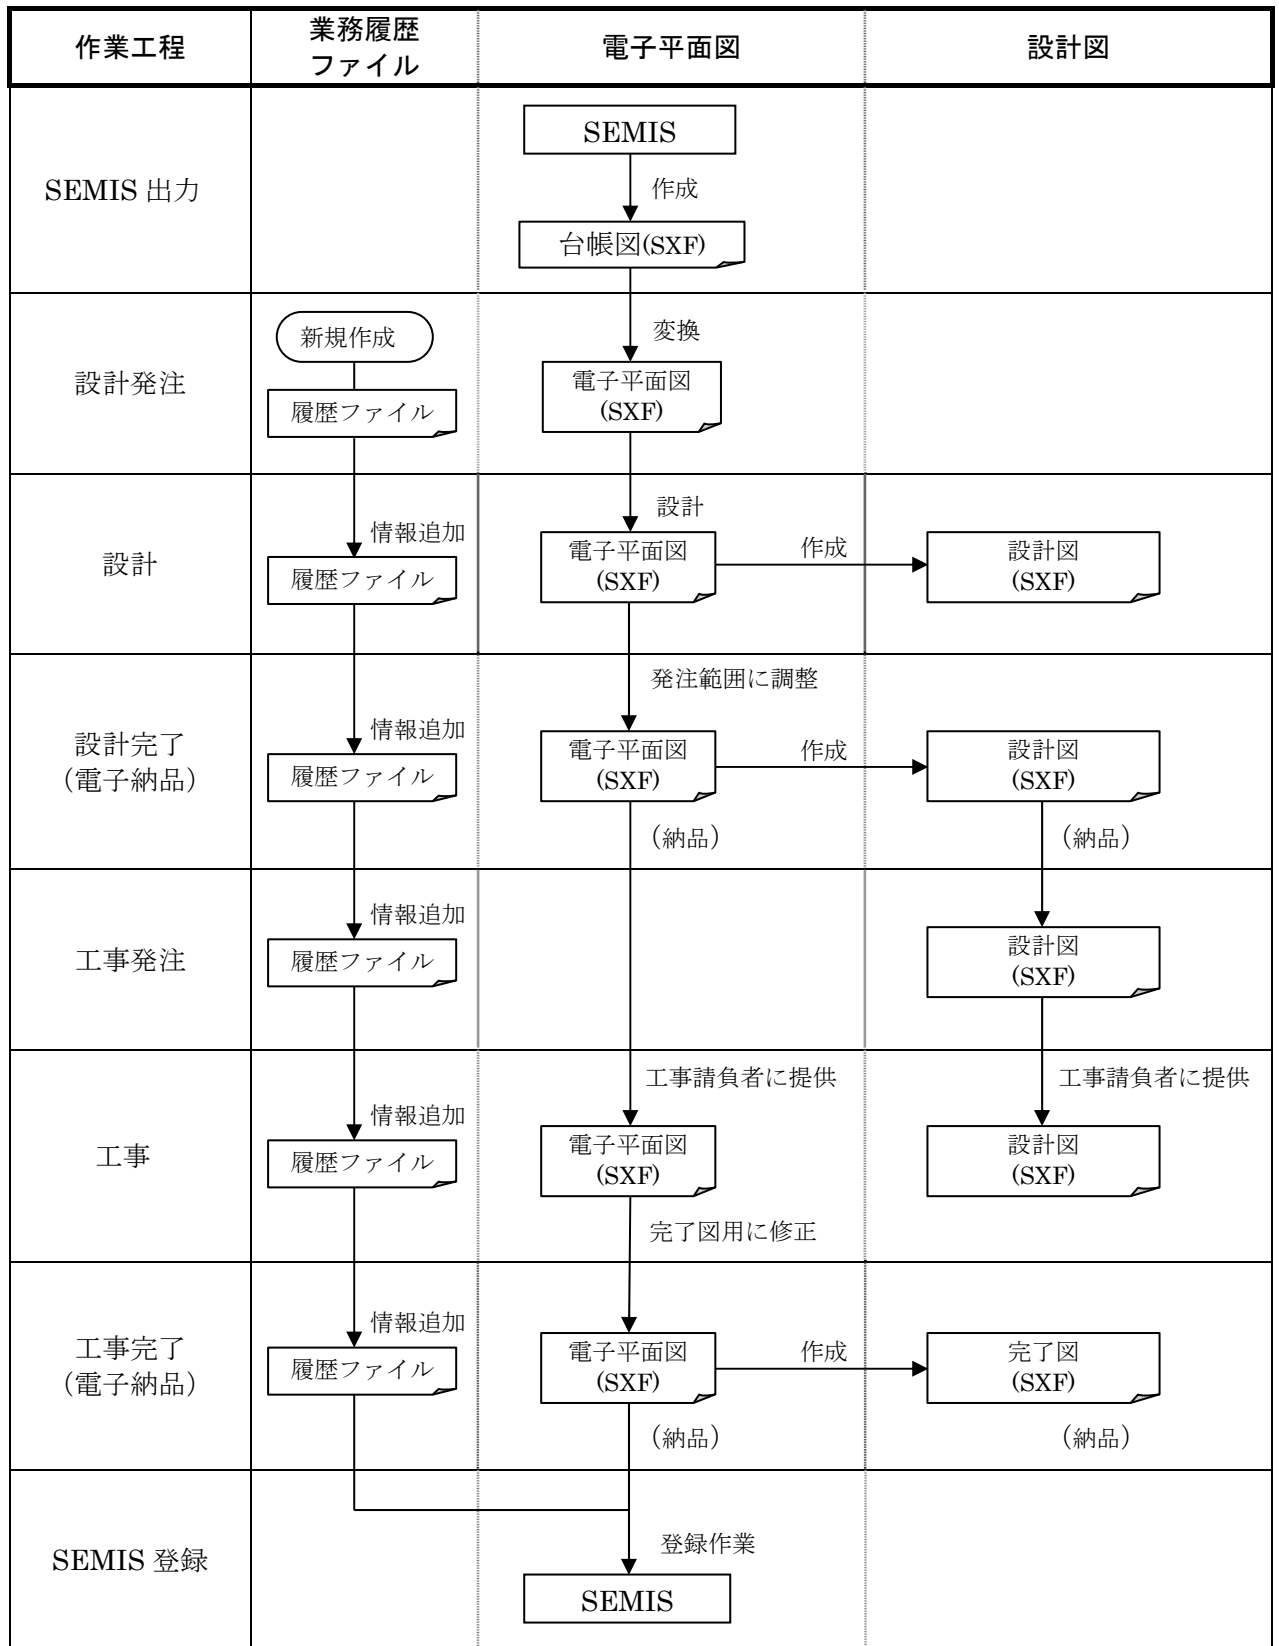 作業工程
業務履歴
ファイル
電子平面図
設計図
SEMIS 出力
SEMIS
作成
台帳図(SXF)
設計発注
新規作成
履歴ファイル
変換
電子平面図
(SXF)
設計
情報追加
履歴ファイル
設計
電子平面図
(SXF)
作成
設計図
(SXF)
設計完了
（電子納品）
情報追加
履歴ファイル
発注範囲に調整
電子平面図
(SXF)
（納品）
作成
設計図
(SXF)
（納品）
工事発注
情報追加
履歴ファイル
設計図
(SXF)
工事
情報追加
履歴ファイル
工事請負者に提供
電子平面図
(SXF)
完了図用に修正
工事請負者に提供
設計図
(SXF)
工事完了
（電子納品）
情報追加
履歴ファイル
電子平面図
(SXF)
（納品）
作成
完了図
(SXF)
（納品）
SEMIS 登録
登録作業
SEMIS